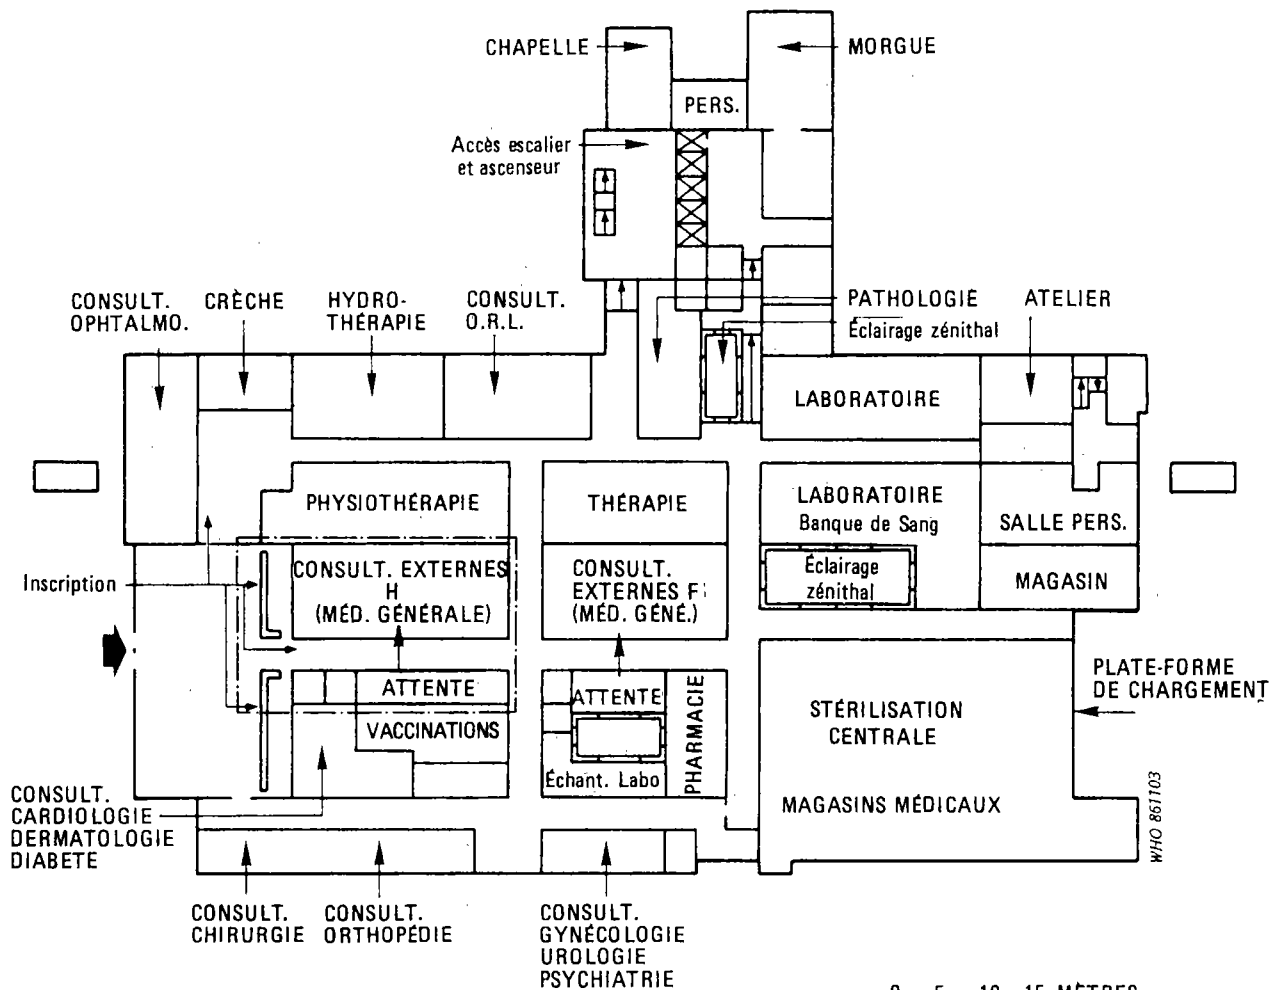 CHAPELLE
MORGUE
PERS.
Accès escalier
et ascenseur
CONSULT.
OPHTALMO.
CRÈCHE
HYDRO-
THÉRAPIE
CONSULT.
O.R.L.
PATHOLOGIE
Éclairage zénithal
ATELIER
LABORATOIRE
PHYSIOTHÉRAPIE
THÉRAPIE
LABORATOIRE
Banque de Sang
SALLE PERS.
Inscription
CONSULT. EXTERNES
H
(MÉD. GÉNÉRALE)
CONSULT.
EXTERNES F
(MÉD. GÉNÉ.)
Éclairage
zénithal
MAGASIN
ATTENTE
VACCINATIONS
ATTENTE
Échant. Labo
PHARMACIE
STÉRILISATION
CENTRALE
MAGASINS MÉDICAUX
PLATE-FORME
DE CHARGEMENT
WHO 861103
CONSULT.
CARDIOLOGIE
DERMATOLOGIE
DIABETE
CONSULT.
CHIRURGIE
CONSULT.
ORTHOPÉDIE
CONSULT.
GYNÉCOLOGIE
UROLOGIE
PSYCHIATRIE
0 5 10 15 MÈTRES